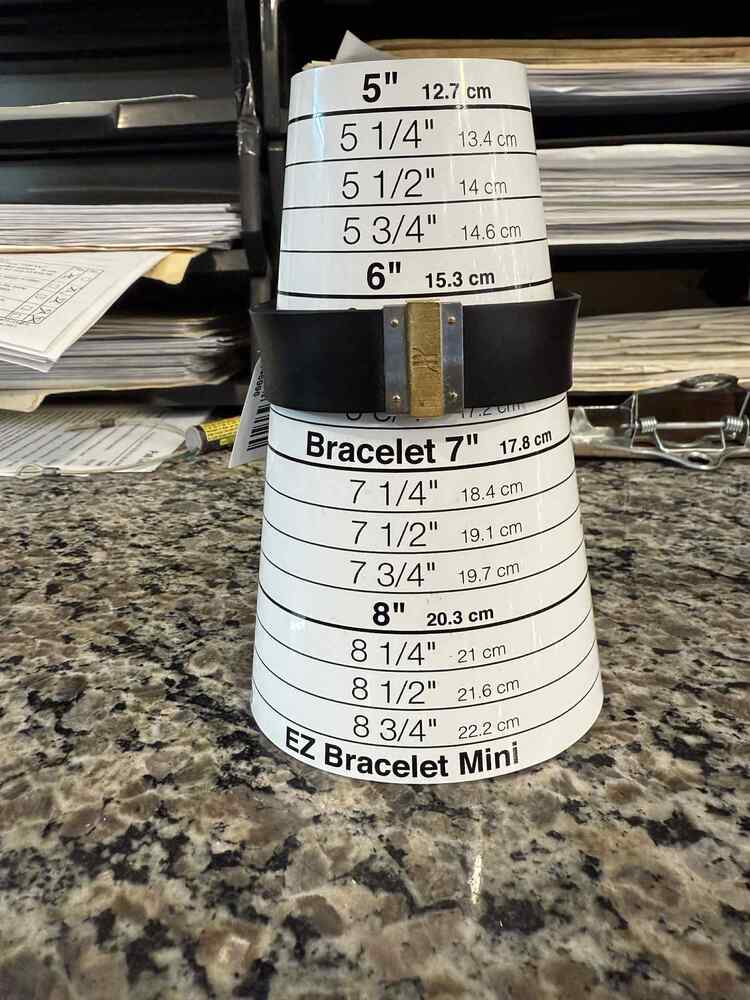 5" 12.7 cm
5 1/4" 13.4 cm
5 1/2" 14 cm
5 3/4" 14.6 cm
6" 15.3 cm
17.2 cm
Bracelet 7" 17.8 cm
7 1/4" 18.4 cm
7 1/2" 19.1 cm
7 3/4" 19.7 cm
8" 20.3 cm
8 1/4" 21 cm
8 1/2" 21.6 cm
8 3/4" 22.2 cm
EZ Bracelet Mini